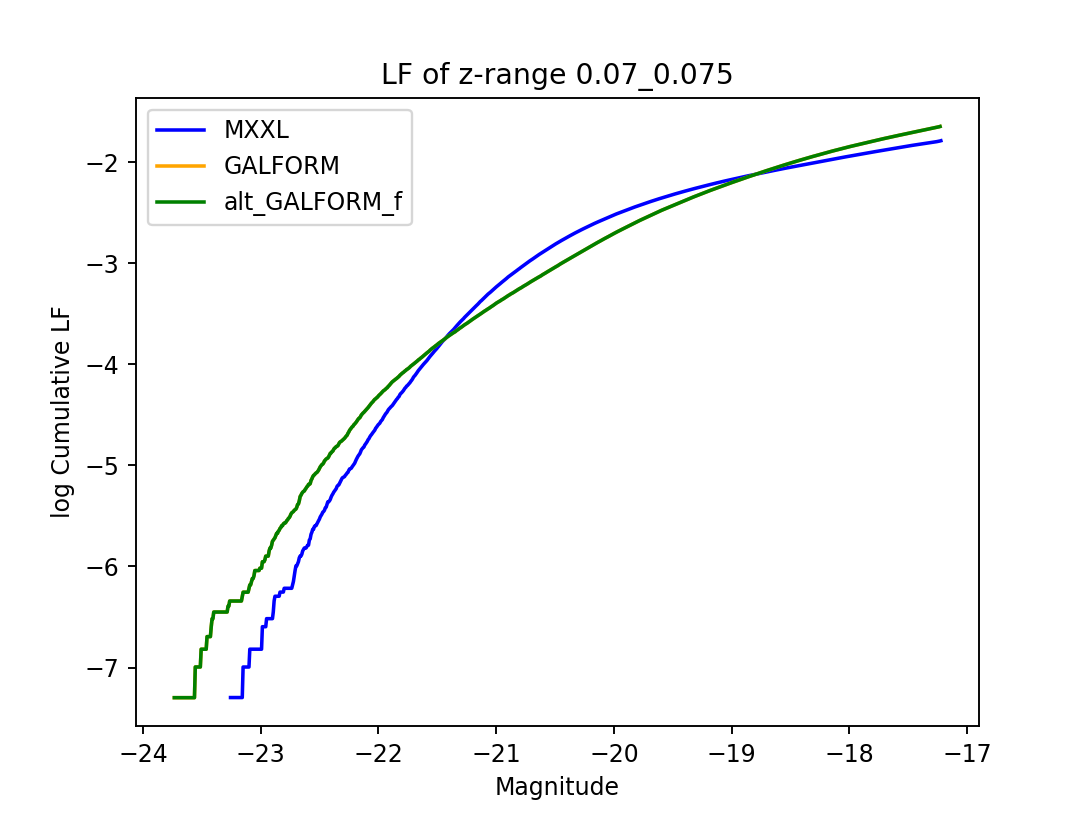 LF of z-range 0.07_0.075
MXXL
GALFORM
alt_GALFORM_f
log Cumulative LF
−2
−3
−4
−5
−6
−7
−24 −23 −22 −21 −20 −19 −18 −17
Magnitude